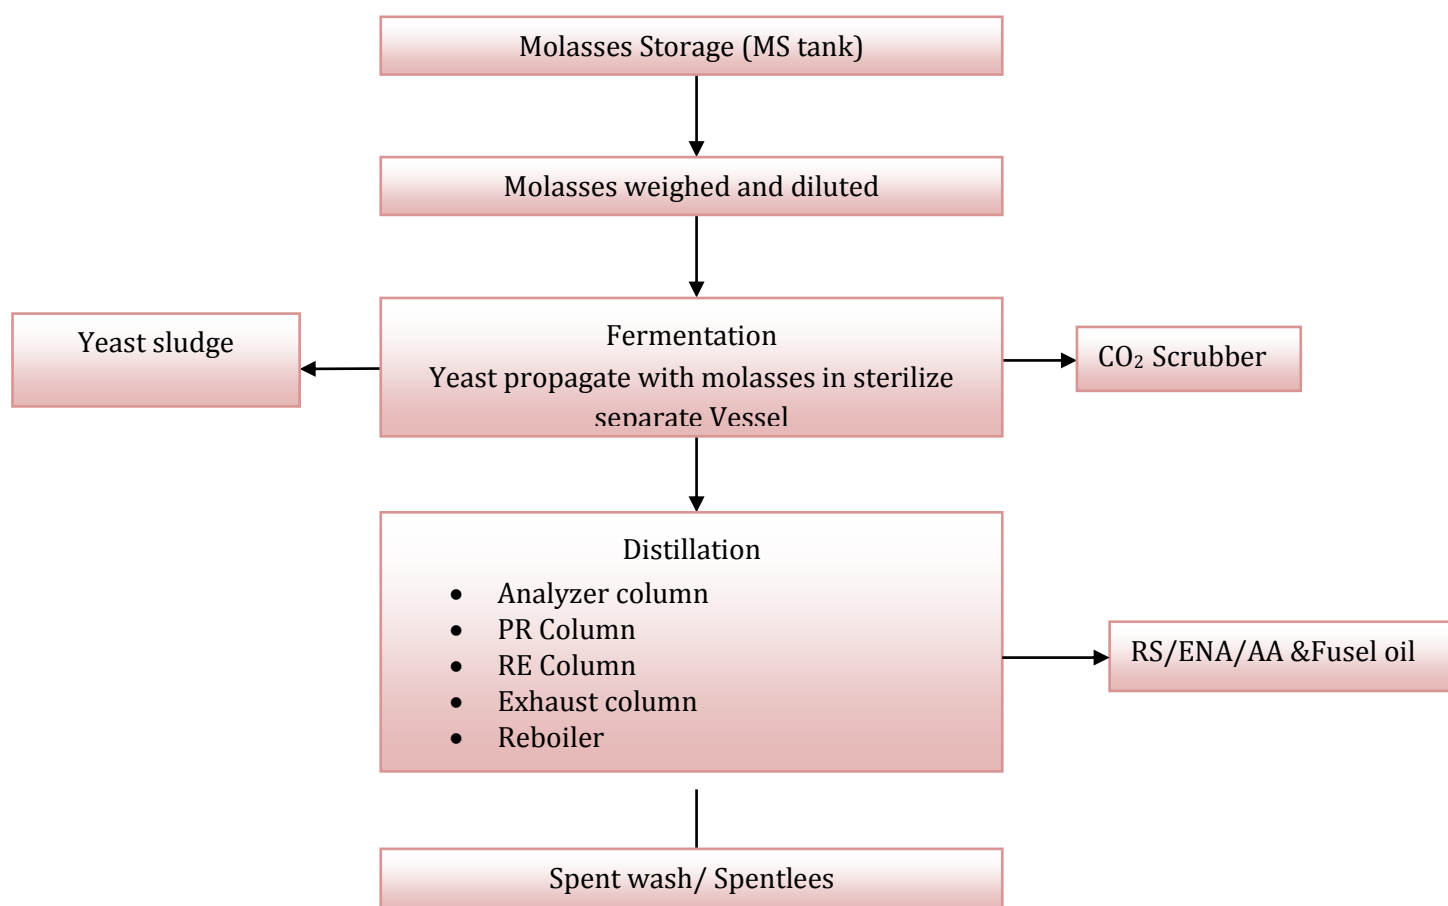 Molasses Storage (MS tank)
Molasses weighed and diluted
Yeast sludge
Fermentation
Yeast propagate with molasses in sterilize
separate Vessel
CO₂ Scrubber
Distillation
• Analyzer column
• PR Column
• RE Column
• Exhaust column
• Reboiler
RS/ENA/AA &Fusel oil
Spent wash/ Spentlees